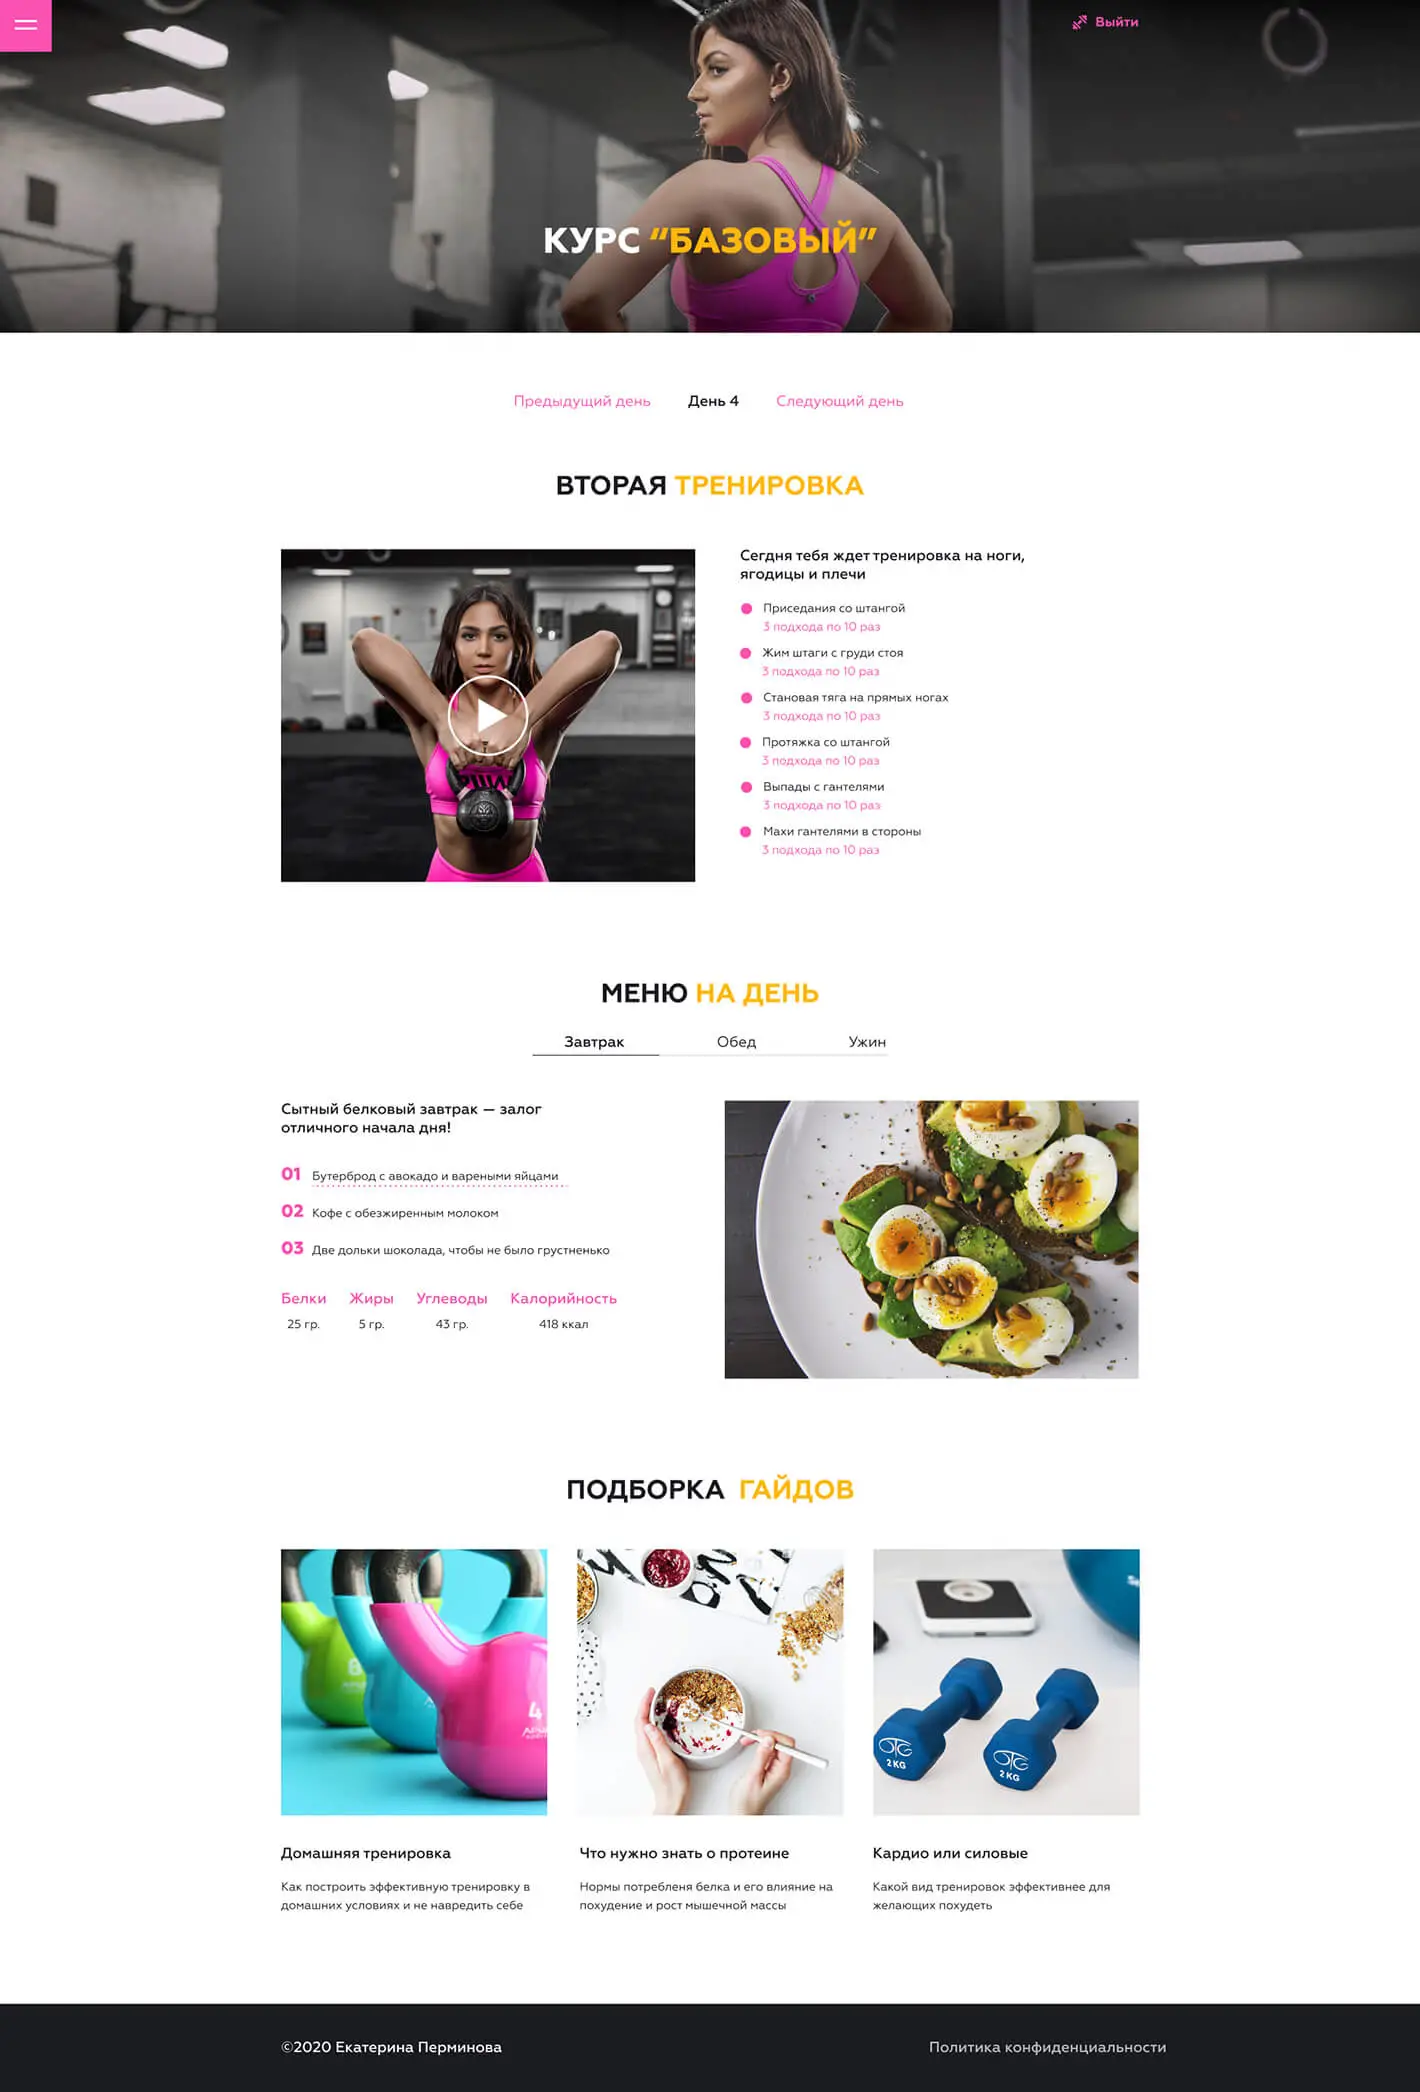 Выйти
КУРС “БАЗОВЫЙ”
Предыдущий день День 4 Следующий день
ВТОРАЯ ТРЕНИРОВКА
Сегдня тебя ждет тренировка на ноги,
ягодицы и плечи
Приседания со штангой
3 подхода по 10 раз
Жим штаги с груди стоя
3 подхода по 10 раз
Становая тяга на прямых ногах
3 подхода по 10 раз
Протяжка со штангой
3 подхода по 10 раз
Выпады с гантелями
3 подхода по 10 раз
Махи гантелями в стороны
3 подхода по 10 раз
МЕНЮ НА ДЕНЬ
Завтрак Обед Ужин
Сытный белковый завтрак — залог
отличного начала дня!
01 Бутерброд с авокадо и вареными яйцами
02 Кофе с обезжиренным молоком
03 Две дольки шоколада, чтобы не было грустненько
Белки Жиры Углеводы Калорийность
25 гр. 5 гр. 43 гр. 418 ккал
ПОДБОРКА ГАЙДОВ
4
OTG
2 KG
OTG
2 KG
Домашняя тренировка
Как построить эффективную тренировку в
домашних условиях и не навредить себе
Что нужно знать о протеине
Нормы потребленя белка и его влияние на
похудение и рост мышечной массы
Кардио или силовые
Какой вид тренировок эффективнее для
желающих похудеть
©2020 Екатерина Перминова
Политика конфиденциальности